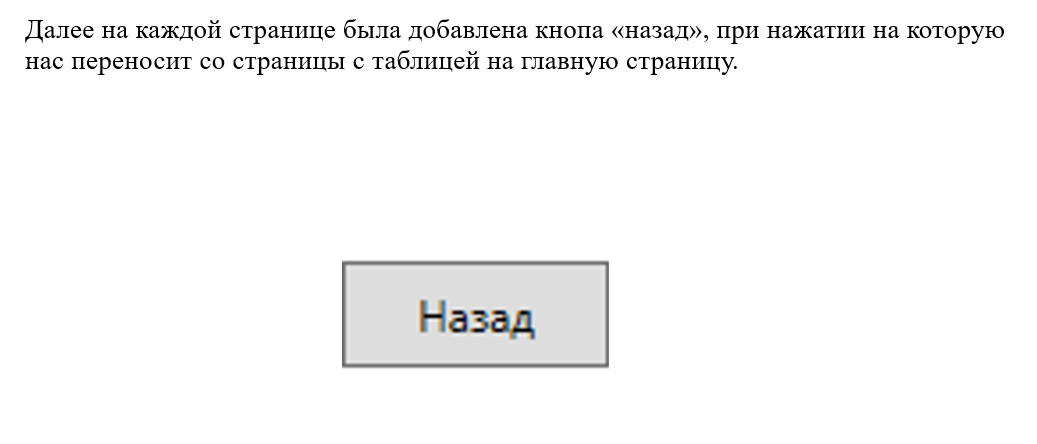 Далее на каждой странице была добавлена кнопа «назад», при нажатии на которую
нас переносит со страницы с таблицей на главную страницу.
Назад